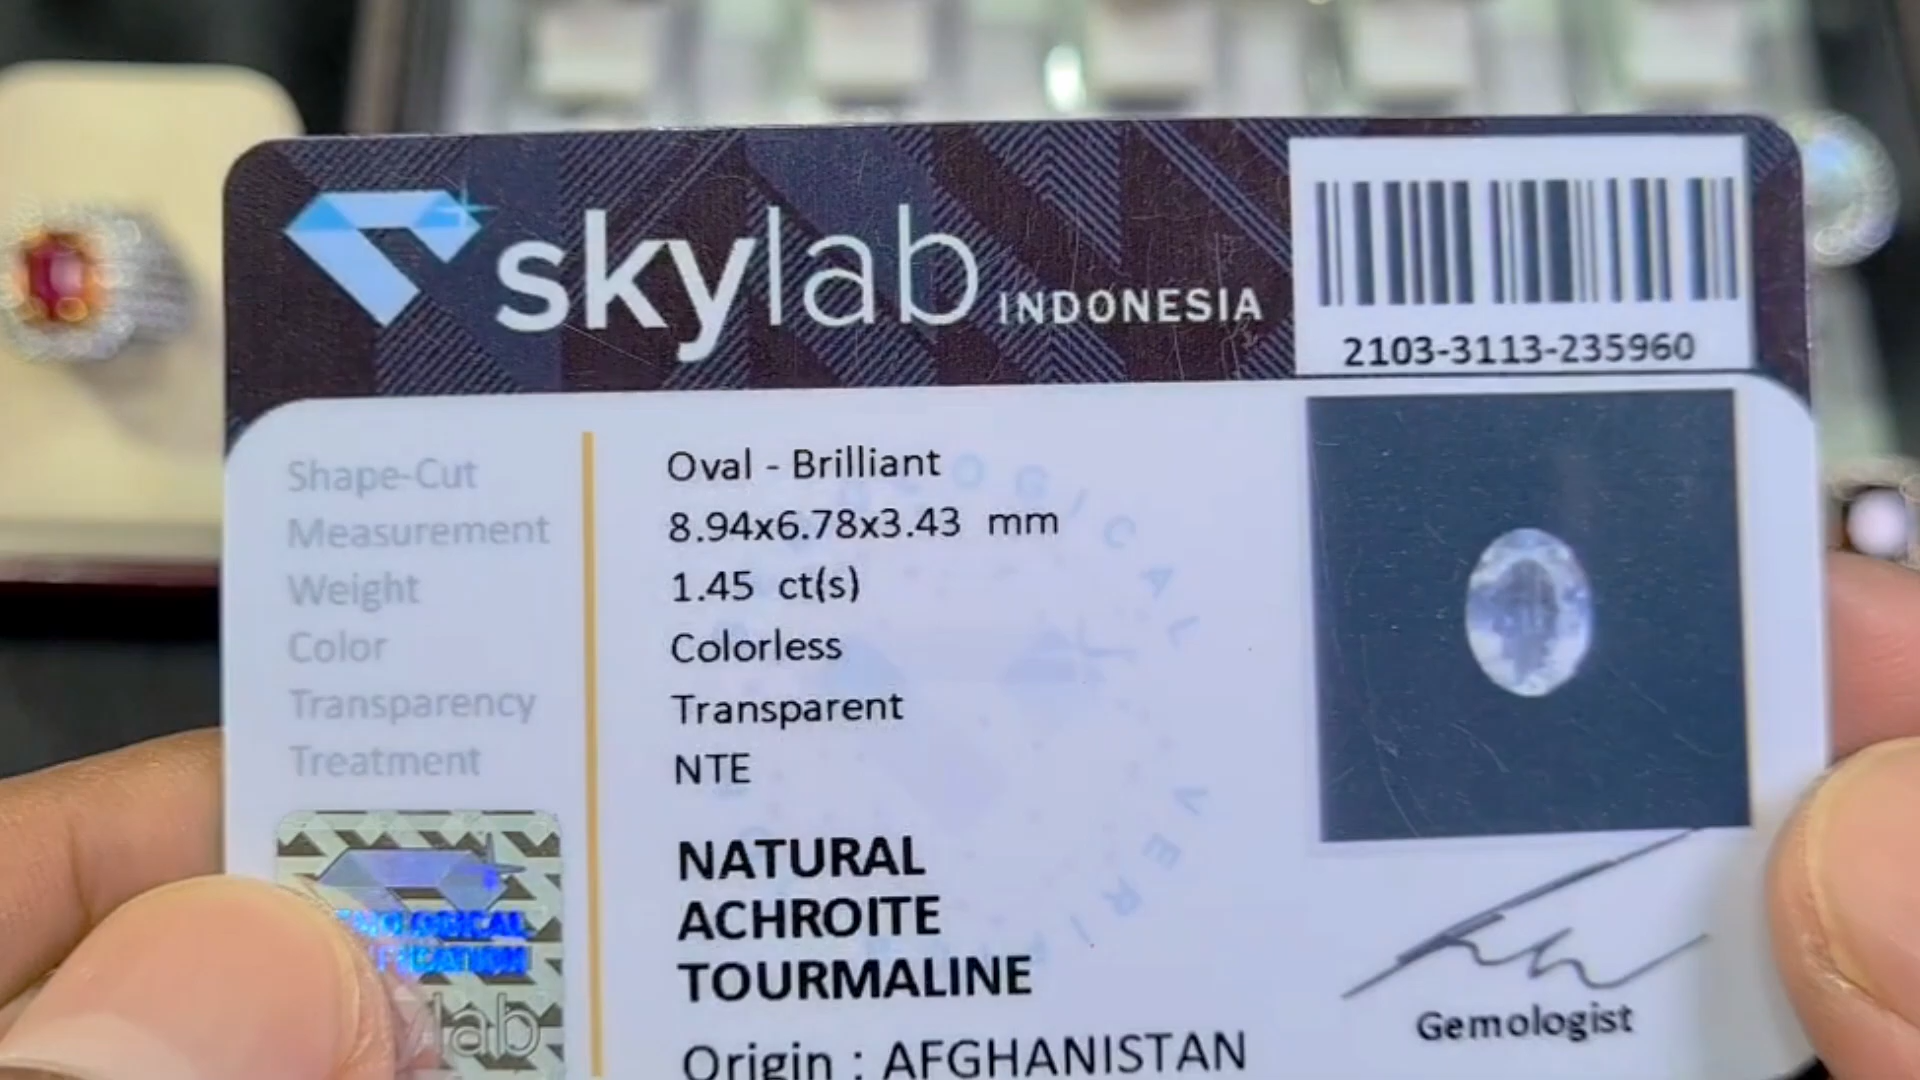 skylab INDONESIA
2103-3113-235960
Shape-Cut Oval - Brilliant
Measurement 8.94x6.78x3.43 mm
Weight 1.45 ct(s)
Color Colorless
Transparency Transparent
Treatment NTE
NATURAL
ACHROITE
TOURMALINE
Origin : AFGHANISTAN
Gemologist
lab